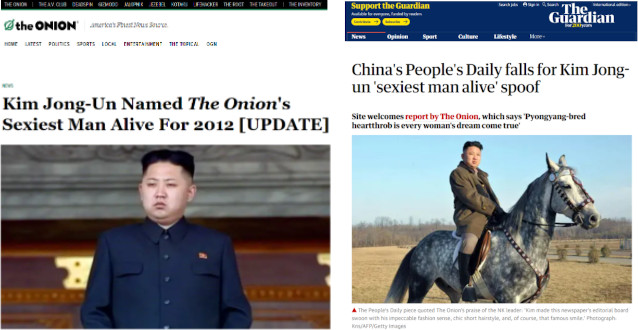 THE ONION THE A.V. CLUB DEADSPIN GIZMODO JALOPNIK JEZEBEL KOTAKU LIFEHACKER THE ROOT THE TAKEOUT THE INVENTORY
the ONION America's Finest News Source.
HOME LATEST POLITICS SPORTS LOCAL ENTERTAINMENT THE TOPICAL OGN
NEWS
Kim Jong-Un Named The Onion's
Sexiest Man Alive For 2012 [UPDATE]
Support the Guardian
Available for everyone, funded by readers
Search jobs Sign in Search International edition
The
Guardian
For 200 years
News Opinion Sport Culture Lifestyle More
China's People's Daily falls for Kim Jong-
un 'sexiest man alive' spoof
Site welcomes report by The Onion, which says 'Pyongyang-bred
heartthrob is every woman's dream come true'
The People's Daily piece quoted The Onion's praise of the NK leader: 'Kim made this newspaper's editorial board
swoon with his impeccable fashion sense, chic short hairstyle, and, of course, that famous smile.' Photograph:
Kns/AFP/Getty Images